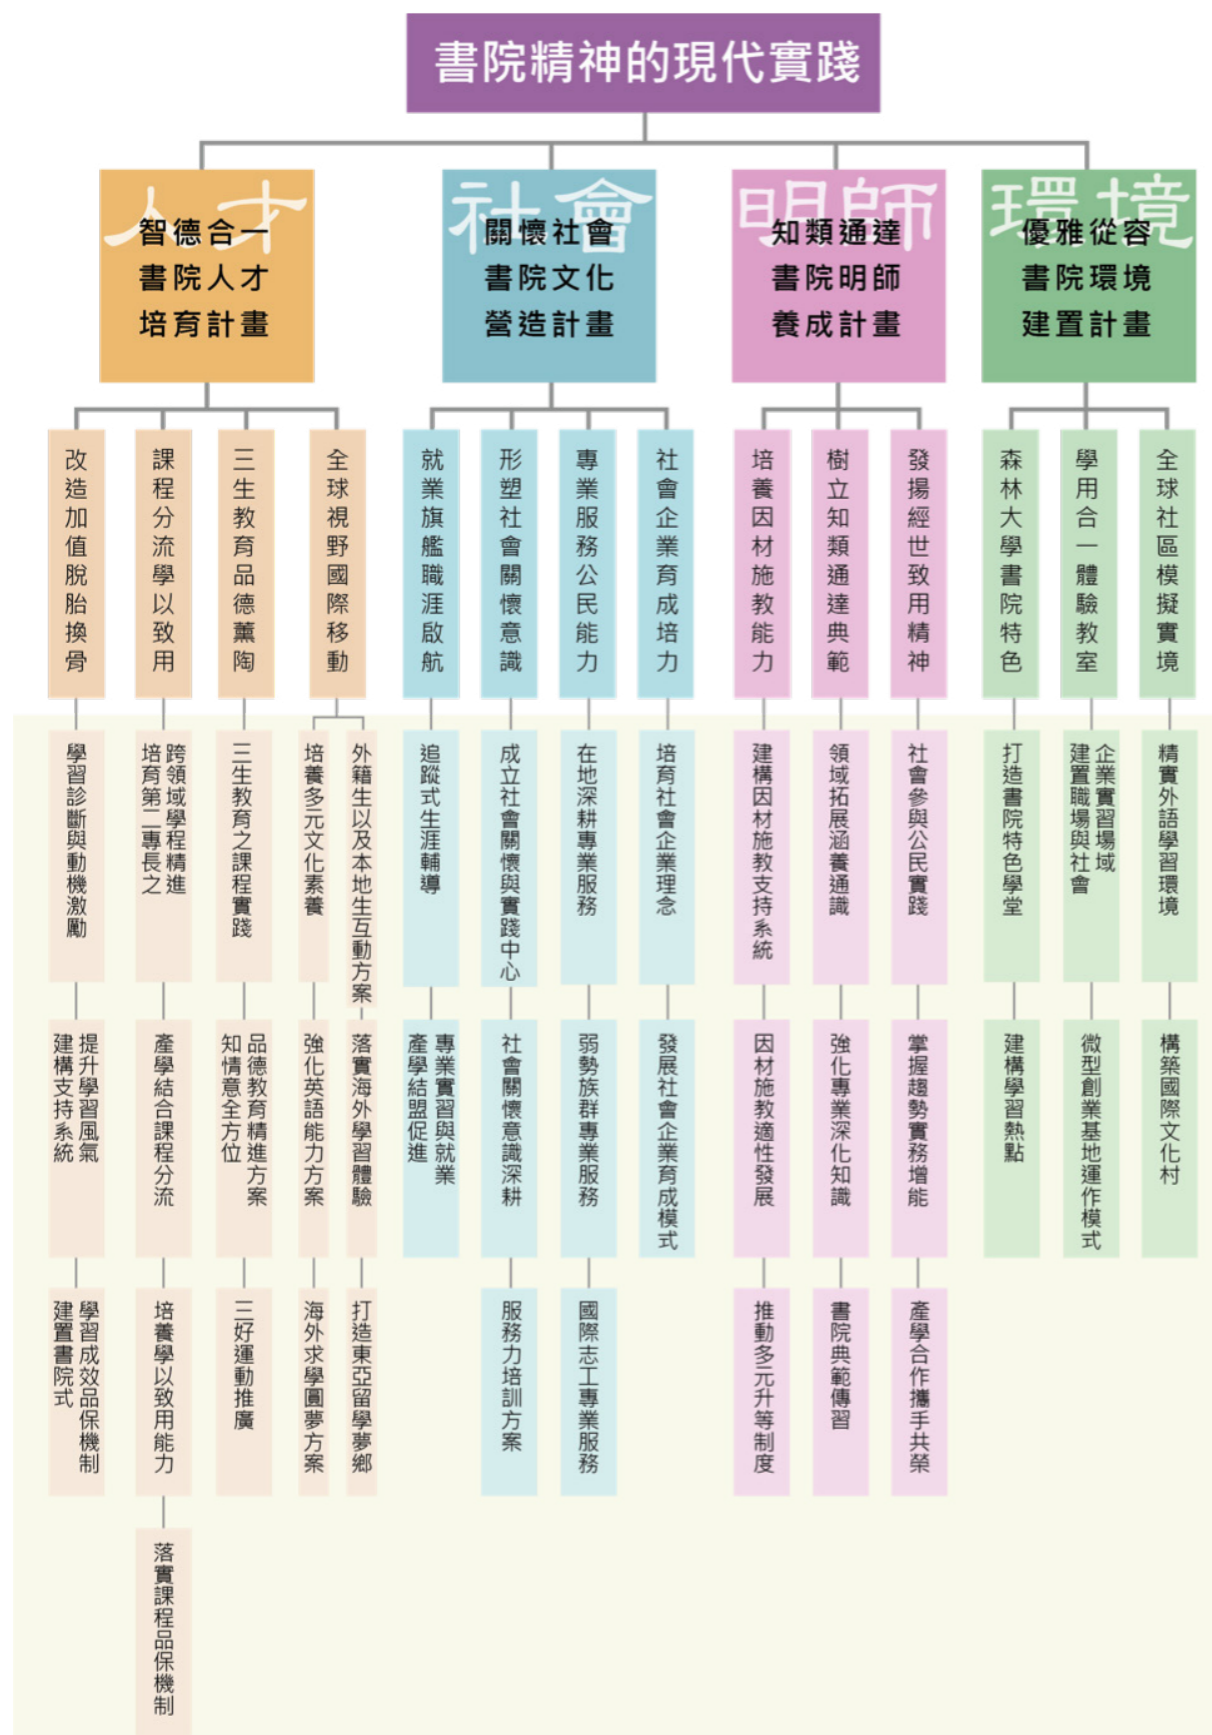 書院精神的現代實踐
人才
智德合一
書院人才
培育計畫
社會
關懷社會
書院文化
營造計畫
明師
知類通達
書院明師
養成計畫
環境
優雅從容
書院環境
建置計畫
改造加值脫胎換骨
課程分流學以致用
三生教育品德薰陶
全球視野國際移動
就業旗艦職涯啟航
形塑社會關懷意識
專業服務公民能力
社會企業育成培力
培養因材施教能力
樹立知類通達典範
發揚經世致用精神
森林大學書院特色
學用合一體驗教室
全球社區模擬實境
學習診斷與動機激勵
跨領域學程精進
培育第二專長之
三生教育之課程實踐
培養多元文化素養
外籍生以及本地生互動方案
追蹤式生涯輔導
成立社會關懷與實踐中心
在地深耕專業服務
培育社會企業理念
建構因材施教支持系統
領域拓展涵養通識
社會參與公民實踐
打造書院特色學堂
企業實習場域
建置職場與社會
精實外語學習環境
提升學習風氣
建構支持系統
產學結合課程分流
品德教育精進方案
知情意全方位
強化英語能力方案
落實海外學習體驗
專業實習與就業
產學結盟促進
社會關懷意識深耕
弱勢族群專業服務
發展社會企業育成模式
因材施教適性發展
強化專業深化知識
掌握趨勢實務增能
建構學習熱點
微型創業基地運作模式
構築國際文化村
學習成效品保機制
建置書院式
培養學以致用能力
三好運動推廣
海外求學圓夢方案
打造東亞留學夢鄉
服務力培訓方案
國際志工專業服務
推動多元升等制度
書院典範傳習
產學合作攜手共榮
落實課程品保機制